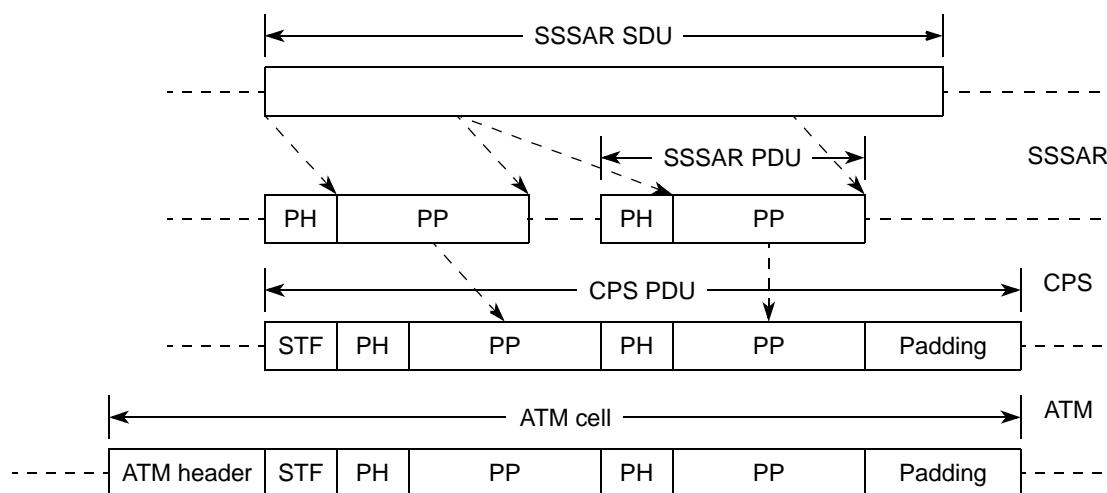 SSSAR SDU
SSSAR PDU SSSAR
PH PP PH PP
CPS PDU CPS
STF PH PP PH PP Padding
ATM cell ATM
ATM header STF PH PP PH PP Padding